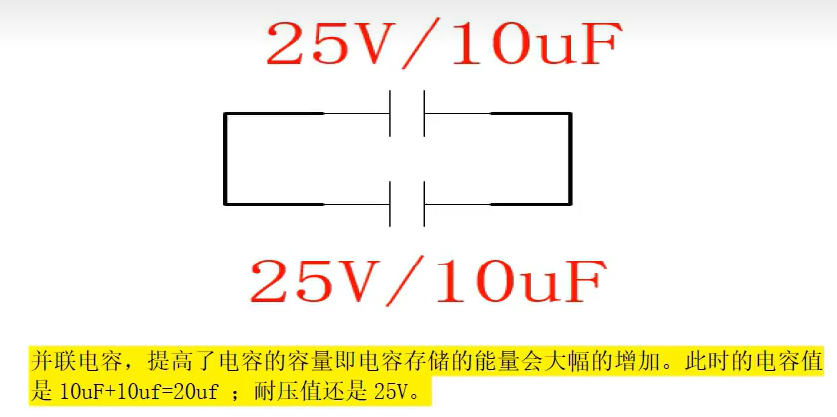 25V/10uF
25V/10uF
并联电容，提高了电容的容量即电容存储的能量会大幅的增加。此时的电容值
是 10uF+10uf=20uf ；耐压值还是 25V。